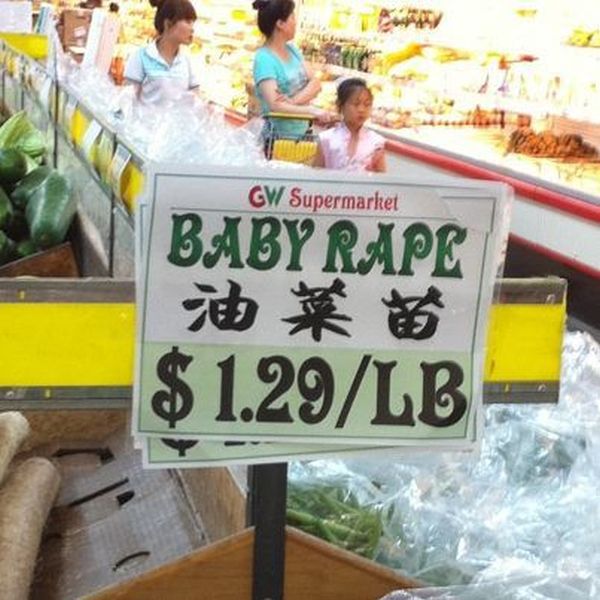 GW Supermarket
BABY RAPE
油菜苗
$1.29/LB